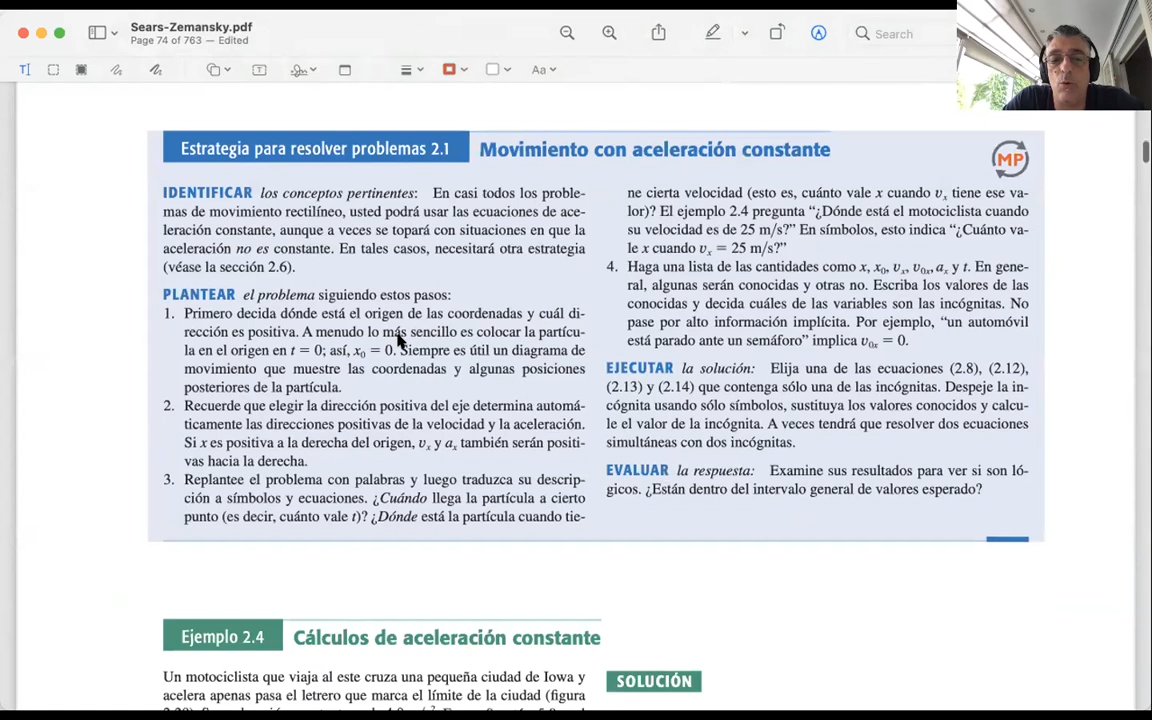 Sears-Zemansky.pdf
Page 74 of 763 — Edited
Search
Aa
Estrategia para resolver problemas 2.1
Movimiento con aceleración constante
MP
IDENTIFICAR los conceptos pertinentes: En casi todos los proble-
mas de movimiento rectilíneo, usted podrá usar las ecuaciones de ace-
leración constante, aunque a veces se topará con situaciones en que la
aceleración no es constante. En tales casos, necesitará otra estrategia
(véase la sección 2.6).
PLANTEAR el problema siguiendo estos pasos:
1. Primero decida dónde está el origen de las coordenadas y cuál di-
rección es positiva. A menudo lo más sencillo es colocar la partícu-
la en el origen en t = 0; así, x₀ = 0. Siempre es útil un diagrama de
movimiento que muestre las coordenadas y algunas posiciones
posteriores de la partícula.
2. Recuerde que elegir la dirección positiva del eje determina automá-
ticamente las direcciones positivas de la velocidad y la aceleración.
Si x es positiva a la derecha del origen, vₓ y aₓ también serán positi-
vas hacia la derecha.
3. Replantee el problema con palabras y luego traduzca su descrip-
ción a símbolos y ecuaciones. ¿Cuándo llega la partícula a cierto
punto (es decir, cuánto vale t)? ¿Dónde está la partícula cuando tie-
ne cierta velocidad (esto es, cuánto vale x cuando vₓ tiene ese va-
lor)? El ejemplo 2.4 pregunta “¿Dónde está el motociclista cuando
su velocidad es de 25 m/s?” En símbolos, esto indica “¿Cuánto va-
le x cuando vₓ = 25 m/s?”
4. Haga una lista de las cantidades como x, x₀, vₓ, v₀ₓ, aₓ y t. En gene-
ral, algunas serán conocidas y otras no. Escriba los valores de las
conocidas y decida cuáles de las variables son las incógnitas. No
pase por alto información implícita. Por ejemplo, “un automóvil
está parado ante un semáforo” implica v₀ₓ = 0.
EJECUTAR la solución: Elija una de las ecuaciones (2.8), (2.12),
(2.13) y (2.14) que contenga sólo una de las incógnitas. Despeje la in-
cógnita usando sólo símbolos, sustituya los valores conocidos y calcu-
le el valor de la incógnita. A veces tendrá que resolver dos ecuaciones
simultáneas con dos incógnitas.
EVALUAR la respuesta: Examine sus resultados para ver si son ló-
gicos. ¿Están dentro del intervalo general de valores esperado?
Ejemplo 2.4
Cálculos de aceleración constante
Un motociclista que viaja al este cruza una pequeña ciudad de Iowa y
acelera apenas pasa el letrero que marca el límite de la ciudad (figura
SOLUCIÓN